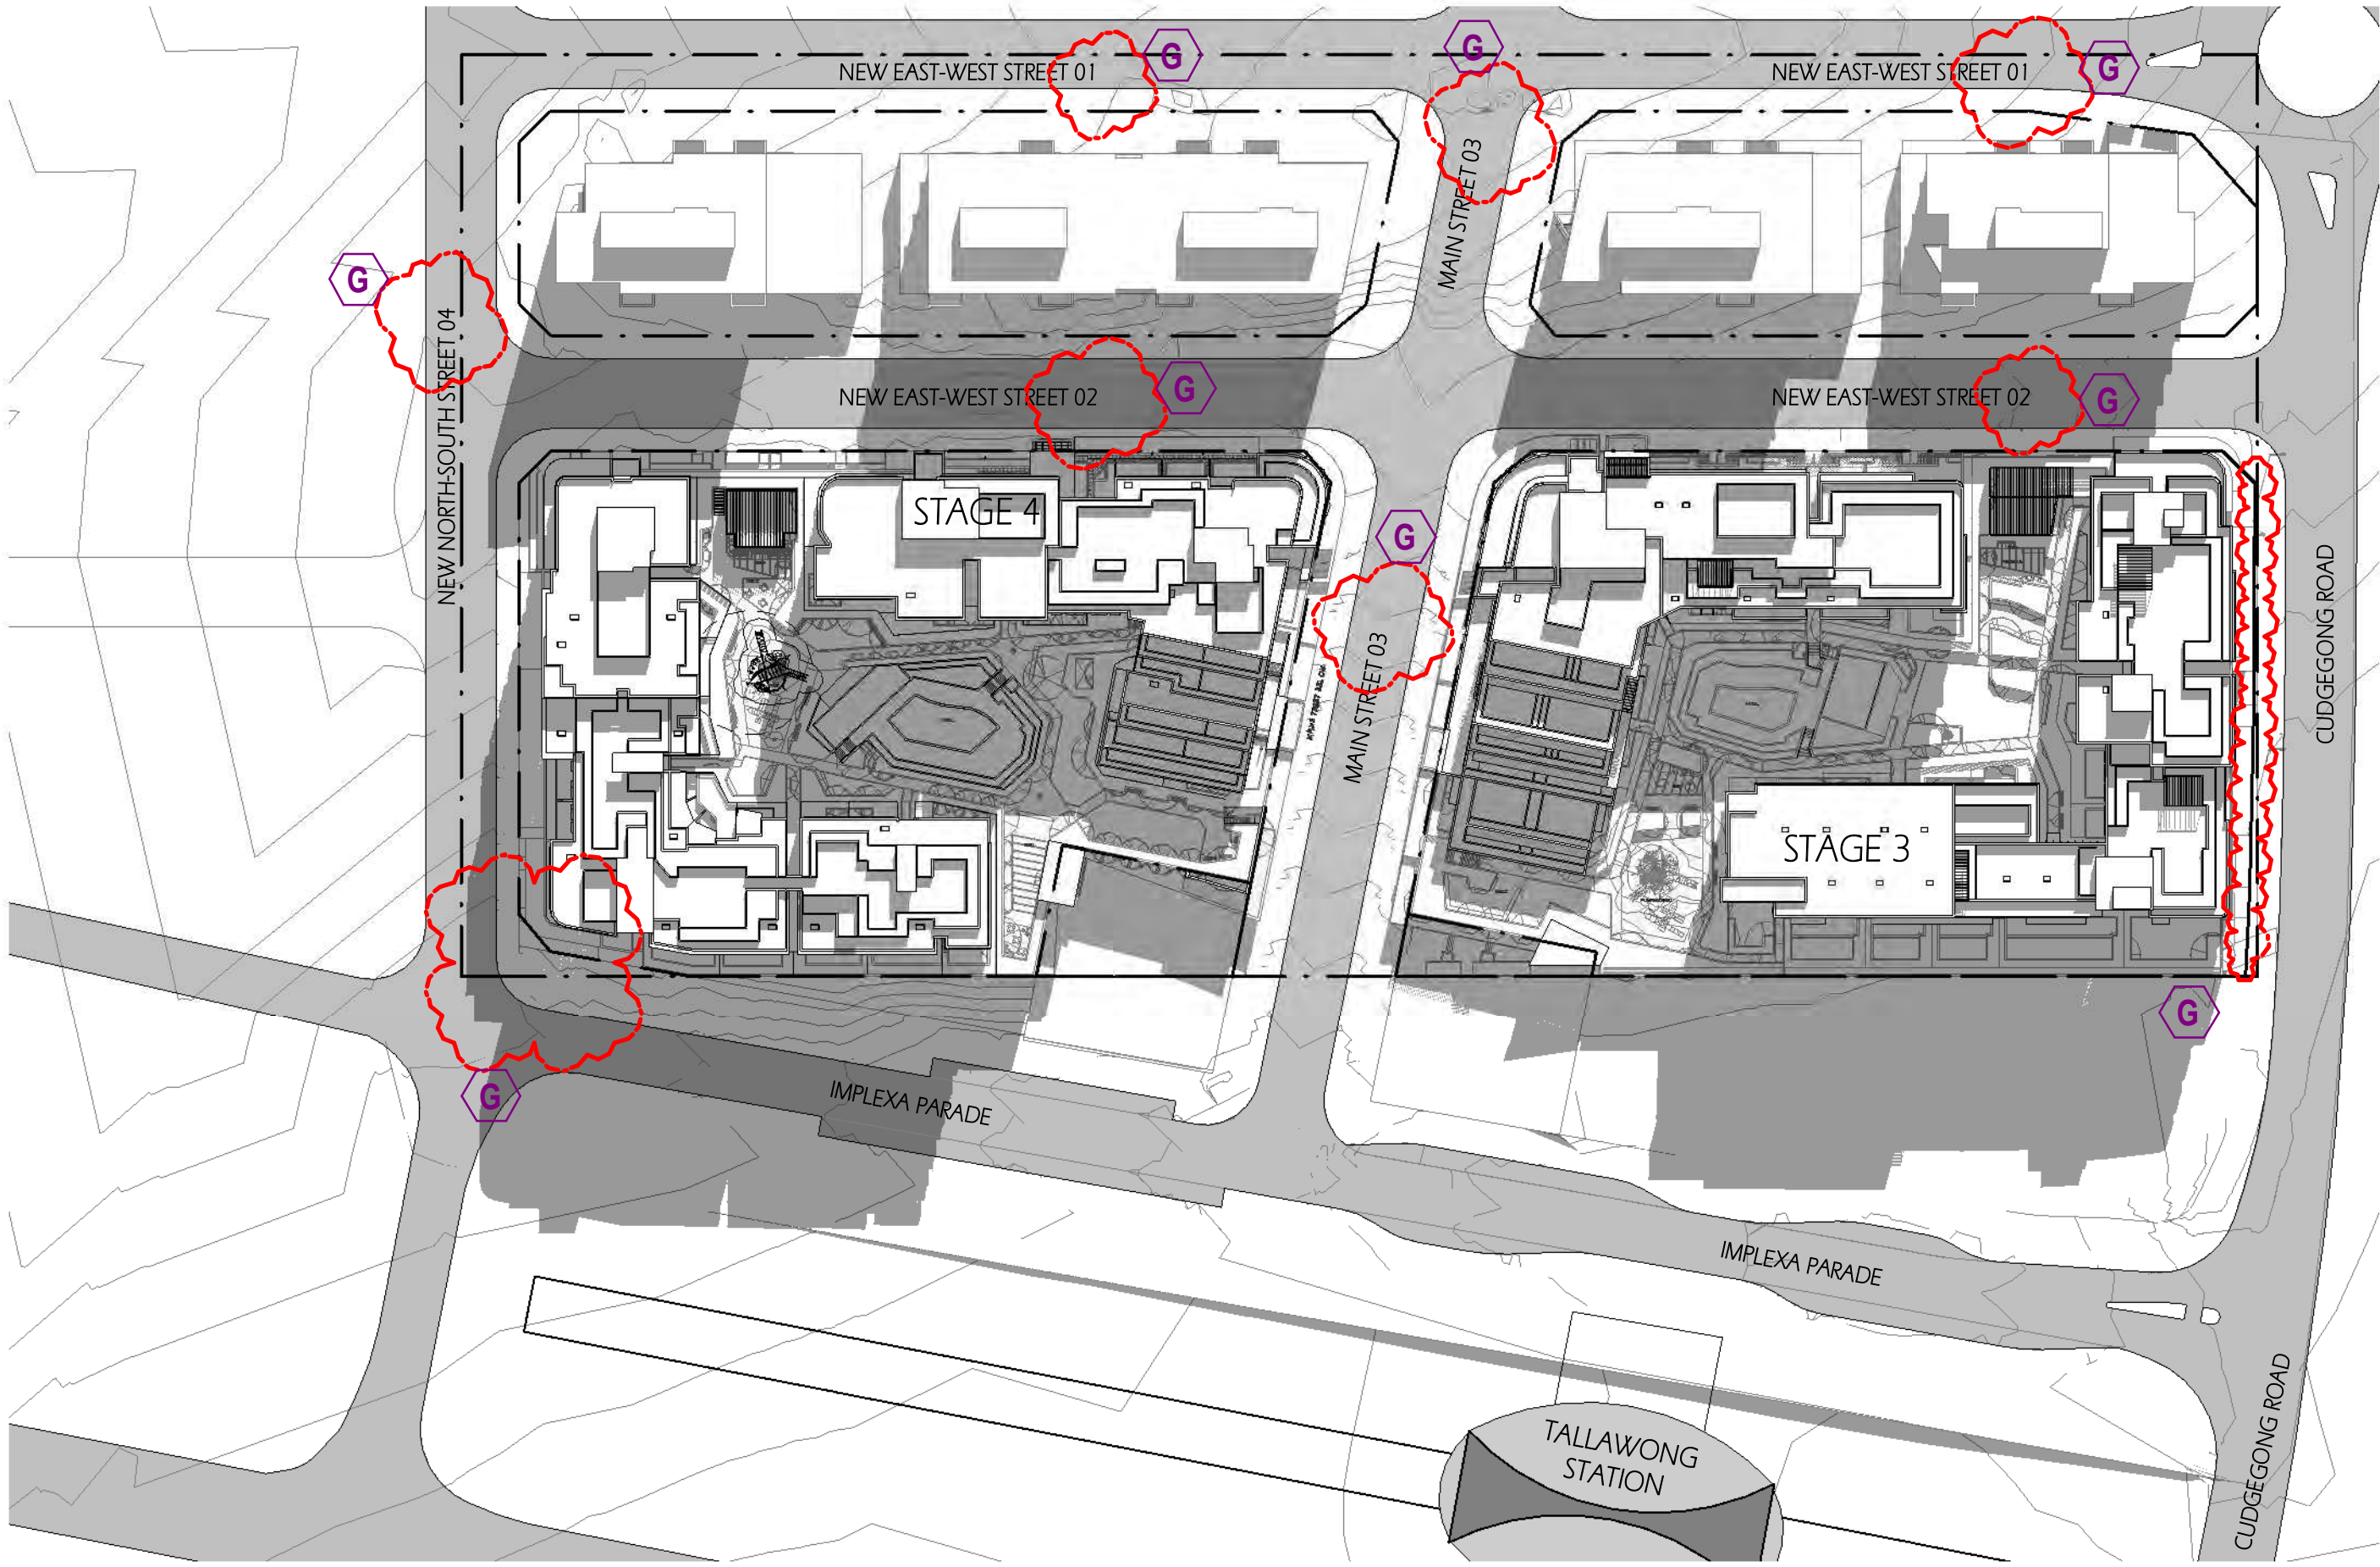 G
G
NEW EAST-WEST STREET 01
NEW EAST-WEST STREET 01
G
MAIN STREET 03
G
NEW NORTH-SOUTH STREET 04
NEW EAST-WEST STREET 02
G
NEW EAST-WEST STREET 02
G
STAGE 4
G
CUDGEGONG ROAD
MAIN STREET 03
STAGE 3
G
G
IMPLEXA PARADE
IMPLEXA PARADE
TALLAWONG
STATION
CUDGEGONG ROAD